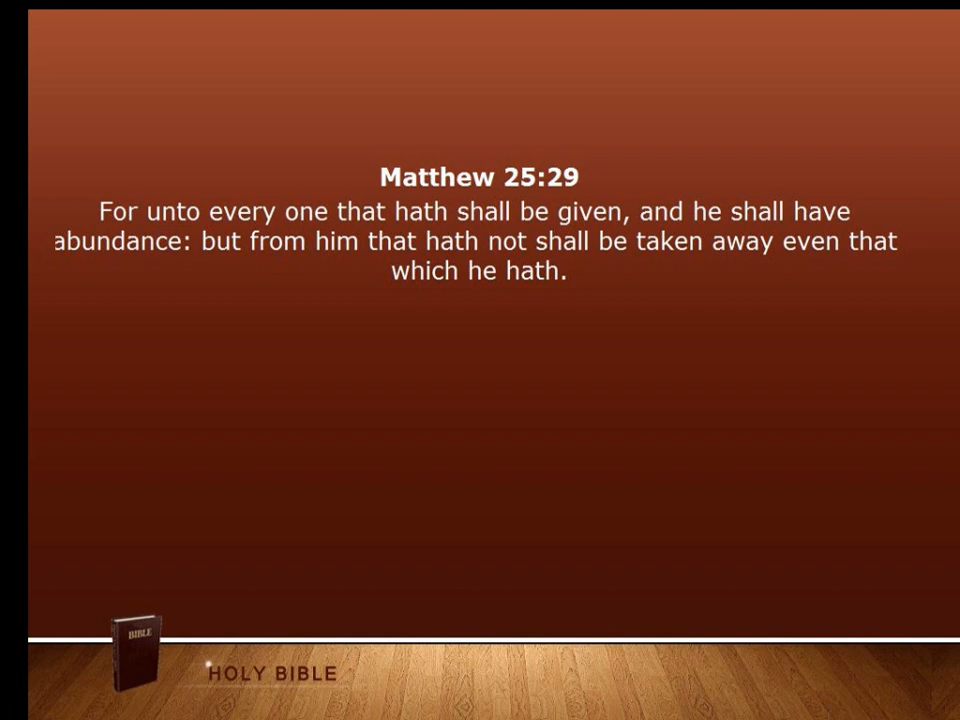 Matthew 25:29
For unto every one that hath shall be given, and he shall have
abundance: but from him that hath not shall be taken away even that
which he hath.
BIBLE
HOLY BIBLE